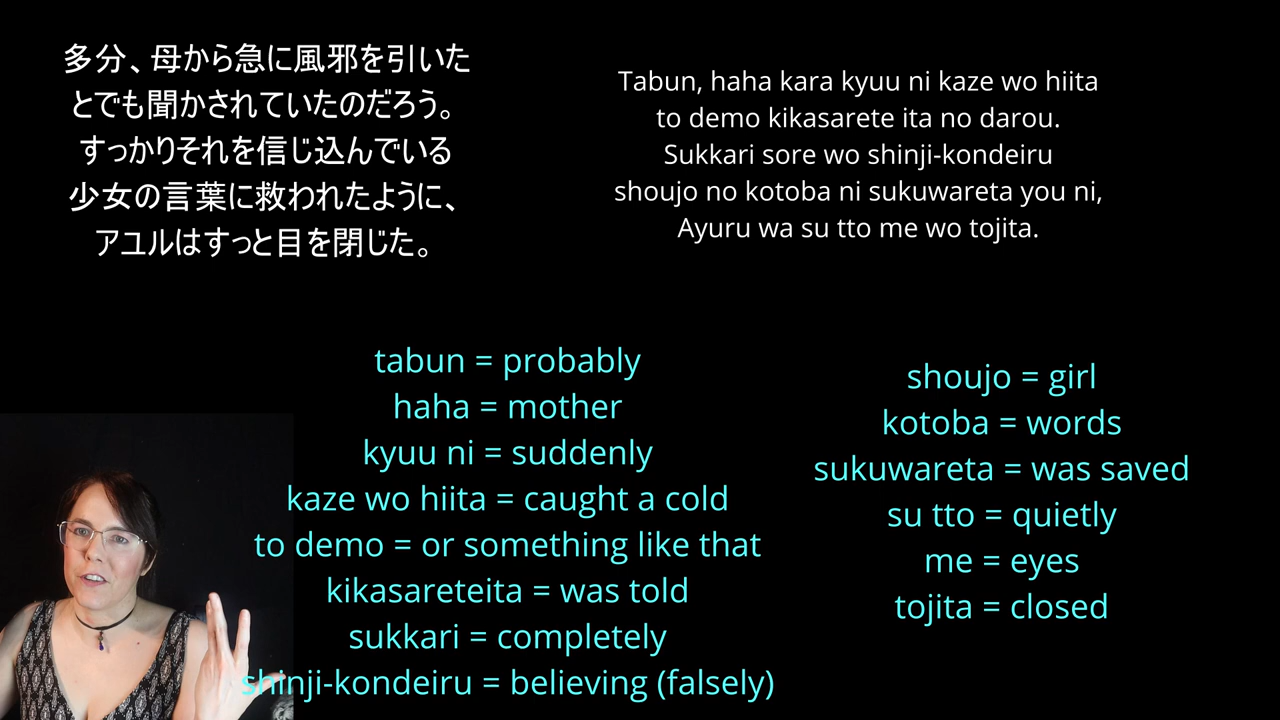 多分、母から急に風邪を引いた
とでも聞かされていたのだろう。
すっかりそれを信じ込んでいる
少女の言葉に救われたように、
アユルはすっと目を閉じた。
Tabun, haha kara kyuu ni kaze wo hiita
to demo kikasarete ita no darou.
Sukkari sore wo shinji-kondeiru
shoujo no kotoba ni sukuwareta you ni,
Ayuru wa su tto me wo tojita.
tabun = probably
haha = mother
kyuu ni = suddenly
kaze wo hiita = caught a cold
to demo = or something like that
kikasareteita = was told
sukkari = completely
shinji-kondeiru = believing (falsely)
shoujo = girl
kotoba = words
sukuwareta = was saved
su tto = quietly
me = eyes
tojita = closed